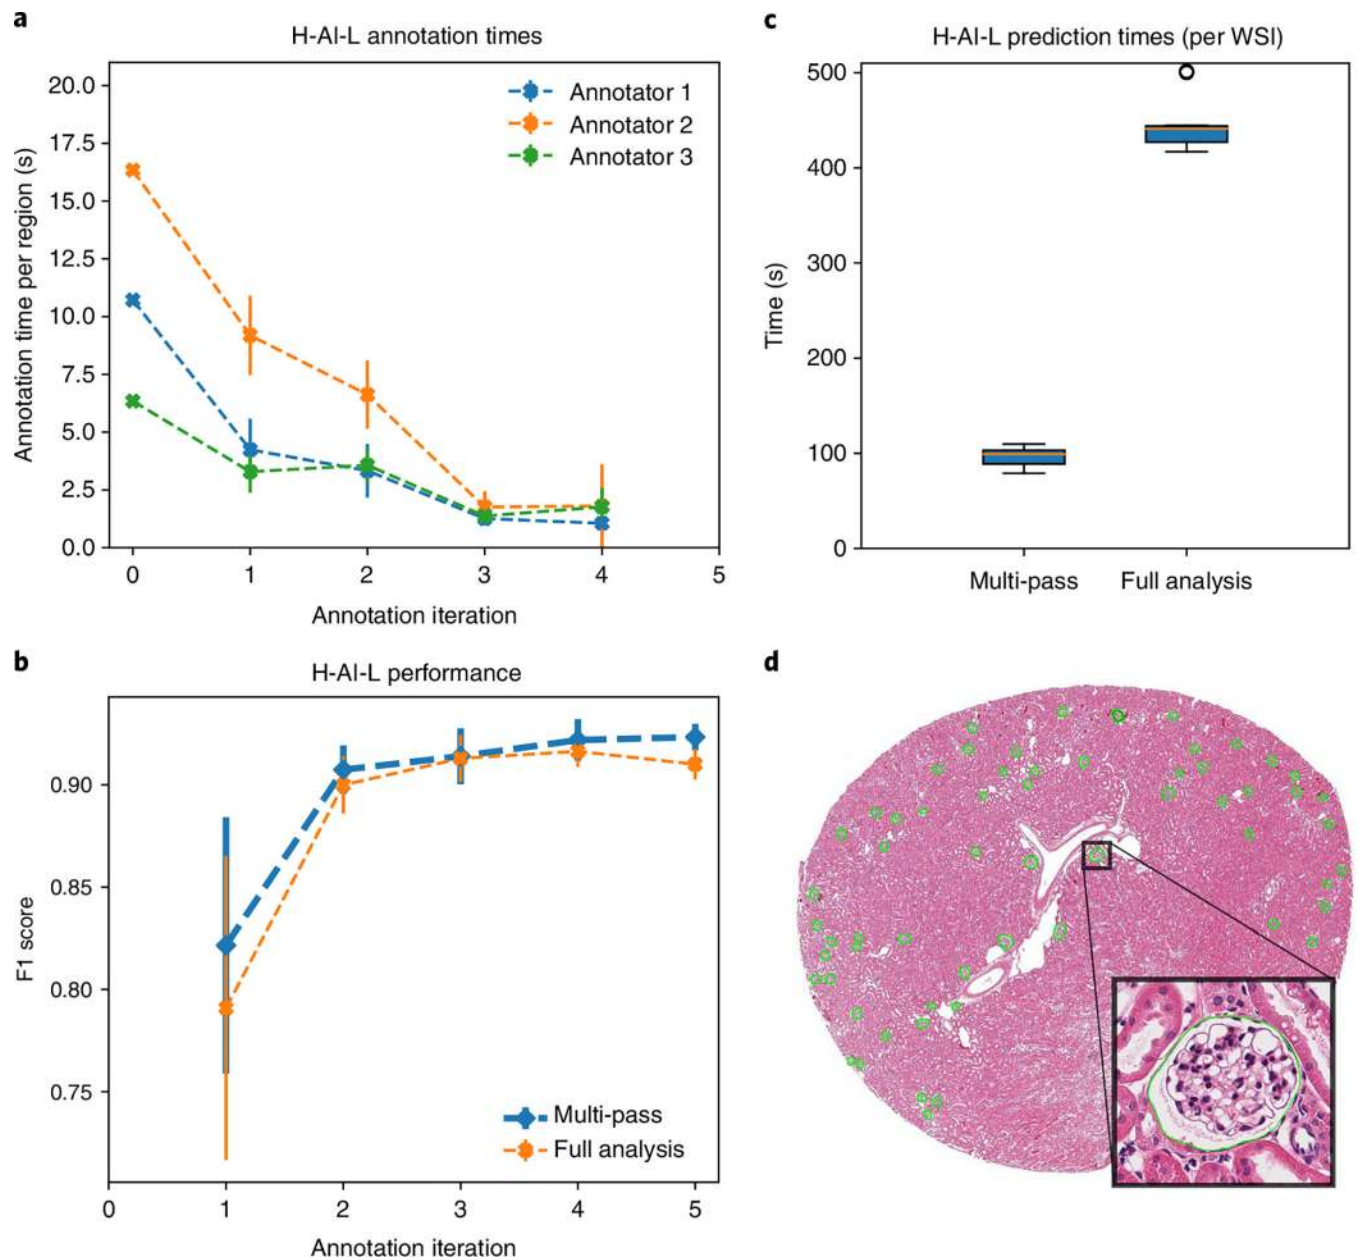 a
H-AI-L annotation times
Annotation time per region (s)
20.0
17.5
15.0
12.5
10.0
7.5
5.0
2.5
0.0
0 1 2 3 4 5
Annotation iteration
Annotator 1
Annotator 2
Annotator 3
c
H-AI-L prediction times (per WSI)
Time (s)
500
400
300
200
100
0
Multi-pass Full analysis
b
H-AI-L performance
F1 score
0.90
0.85
0.80
0.75
0 1 2 3 4 5
Annotation iteration
Multi-pass
Full analysis
d